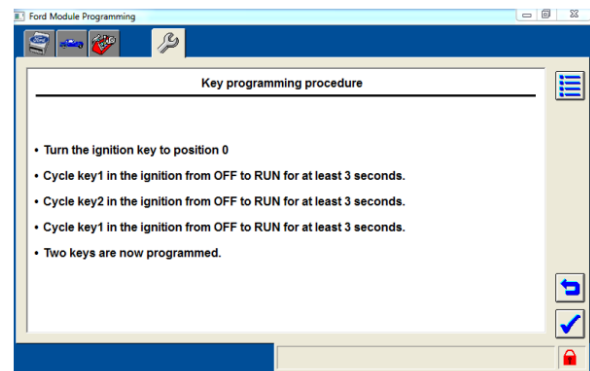 Ford Module Programming
Key programming procedure
• Turn the ignition key to position 0
• Cycle key1 in the ignition from OFF to RUN for at least 3 seconds.
• Cycle key2 in the ignition from OFF to RUN for at least 3 seconds.
• Cycle key1 in the ignition from OFF to RUN for at least 3 seconds.
• Two keys are now programmed.